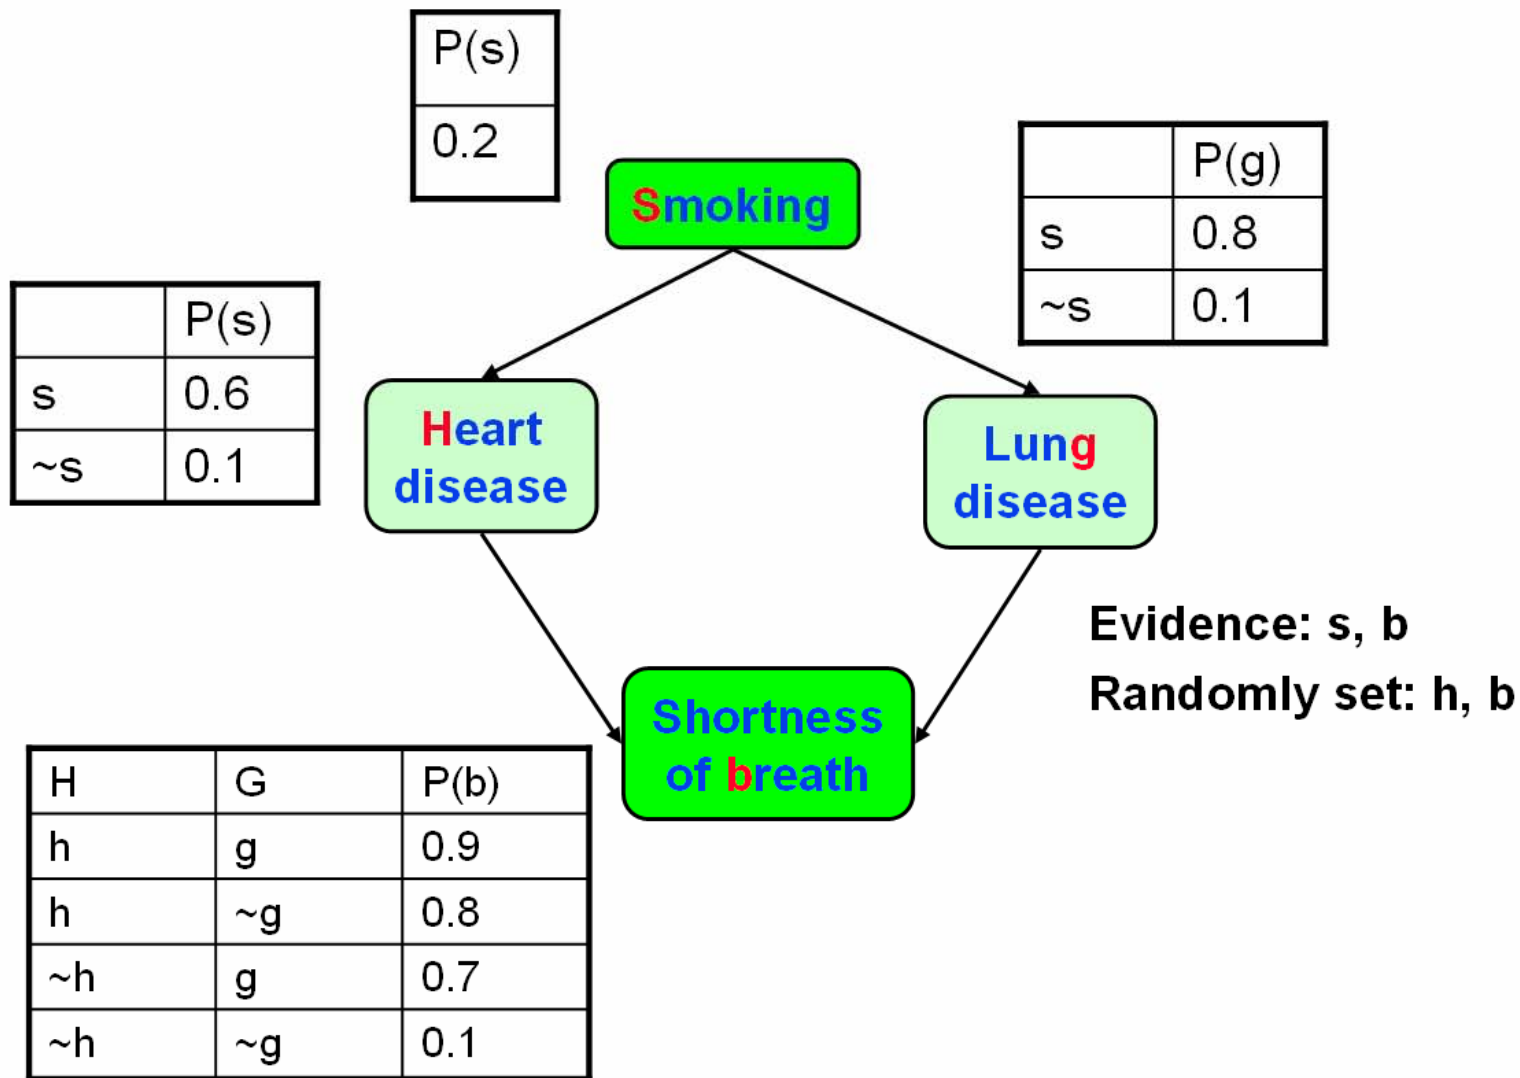 P(s)
0.2
Smoking
P(g)
s 0.8
~s 0.1
P(s)
s 0.6
~s 0.1
Heart
disease
Lung
disease
Evidence: s, b
Randomly set: h, b
Shortness
of breath
H G P(b)
h g 0.9
h ~g 0.8
~h g 0.7
~h ~g 0.1